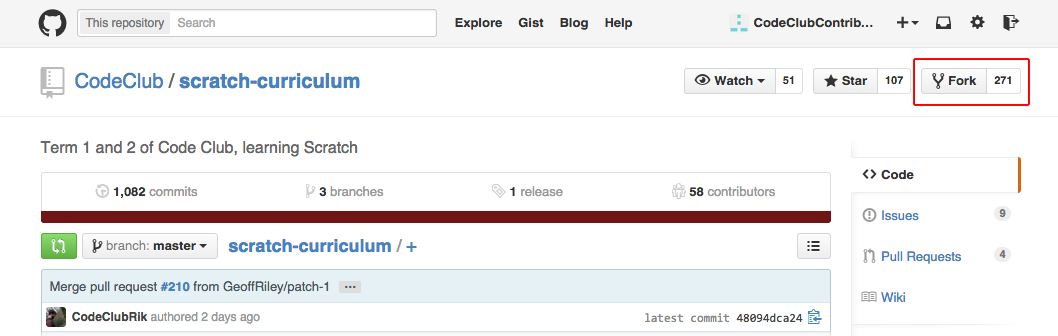 This repository Search Explore Gist Blog Help CodeClubContrib...
CodeClub / scratch-curriculum Watch 51 Star 107 Fork 271
Term 1 and 2 of Code Club, learning Scratch
1,082 commits 3 branches 1 release 58 contributors
Code
Issues 9
Pull Requests 4
Wiki
branch: master scratch-curriculum / +
Merge pull request #210 from GeoffRiley/patch-1 ...
CodeClubRik authored 2 days ago latest commit 48094dca24